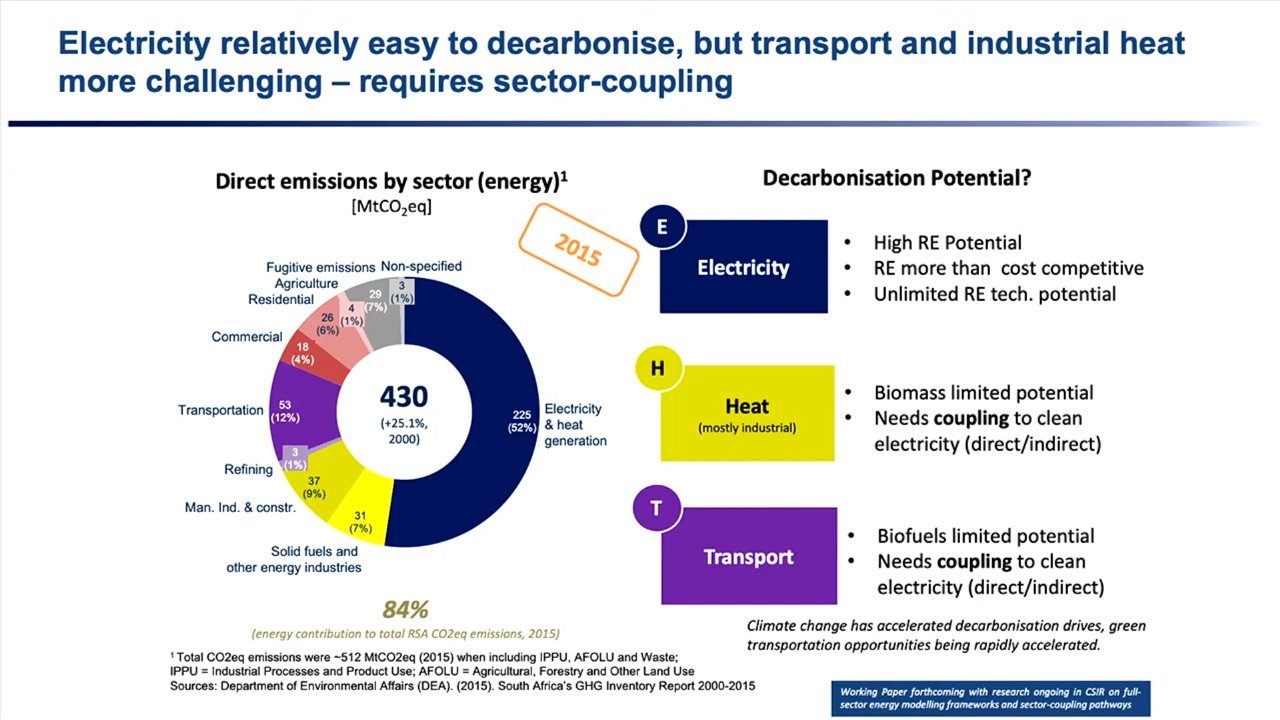 Electricity relatively easy to decarbonise, but transport and industrial heat
more challenging – requires sector-coupling
Direct emissions by sector (energy)¹
[MtCO₂eq]
2015
Fugitive emissions
Non-specified
Agriculture
Residential
Commercial
Transportation
Refining
Man. Ind. & constr.
Solid fuels and
other energy industries
Electricity
& heat
generation
3
(1%)
29
(7%)
4
(1%)
26
(6%)
18
(4%)
53
(12%)
3
(1%)
37
(9%)
31
(7%)
225
(52%)
430
(+25.1%,
2000)
84%
(energy contribution to total RSA CO2eq emissions, 2015)
¹ Total CO2eq emissions were ~512 MtCO2eq (2015) when including IPPU, AFOLU and Waste;
IPPU = Industrial Processes and Product Use; AFOLU = Agricultural, Forestry and Other Land Use
Sources: Department of Environmental Affairs (DEA). (2015). South Africa's GHG Inventory Report 2000-2015
Decarbonisation Potential?
E
Electricity
• High RE Potential
• RE more than cost competitive
• Unlimited RE tech. potential
H
Heat
(mostly industrial)
• Biomass limited potential
• Needs coupling to clean
electricity (direct/indirect)
T
Transport
• Biofuels limited potential
• Needs coupling to clean
electricity (direct/indirect)
Climate change has accelerated decarbonisation drives, green
transportation opportunities being rapidly accelerated.
Working Paper forthcoming with research ongoing in CSIR on full-
sector energy modelling frameworks and sector-coupling pathways